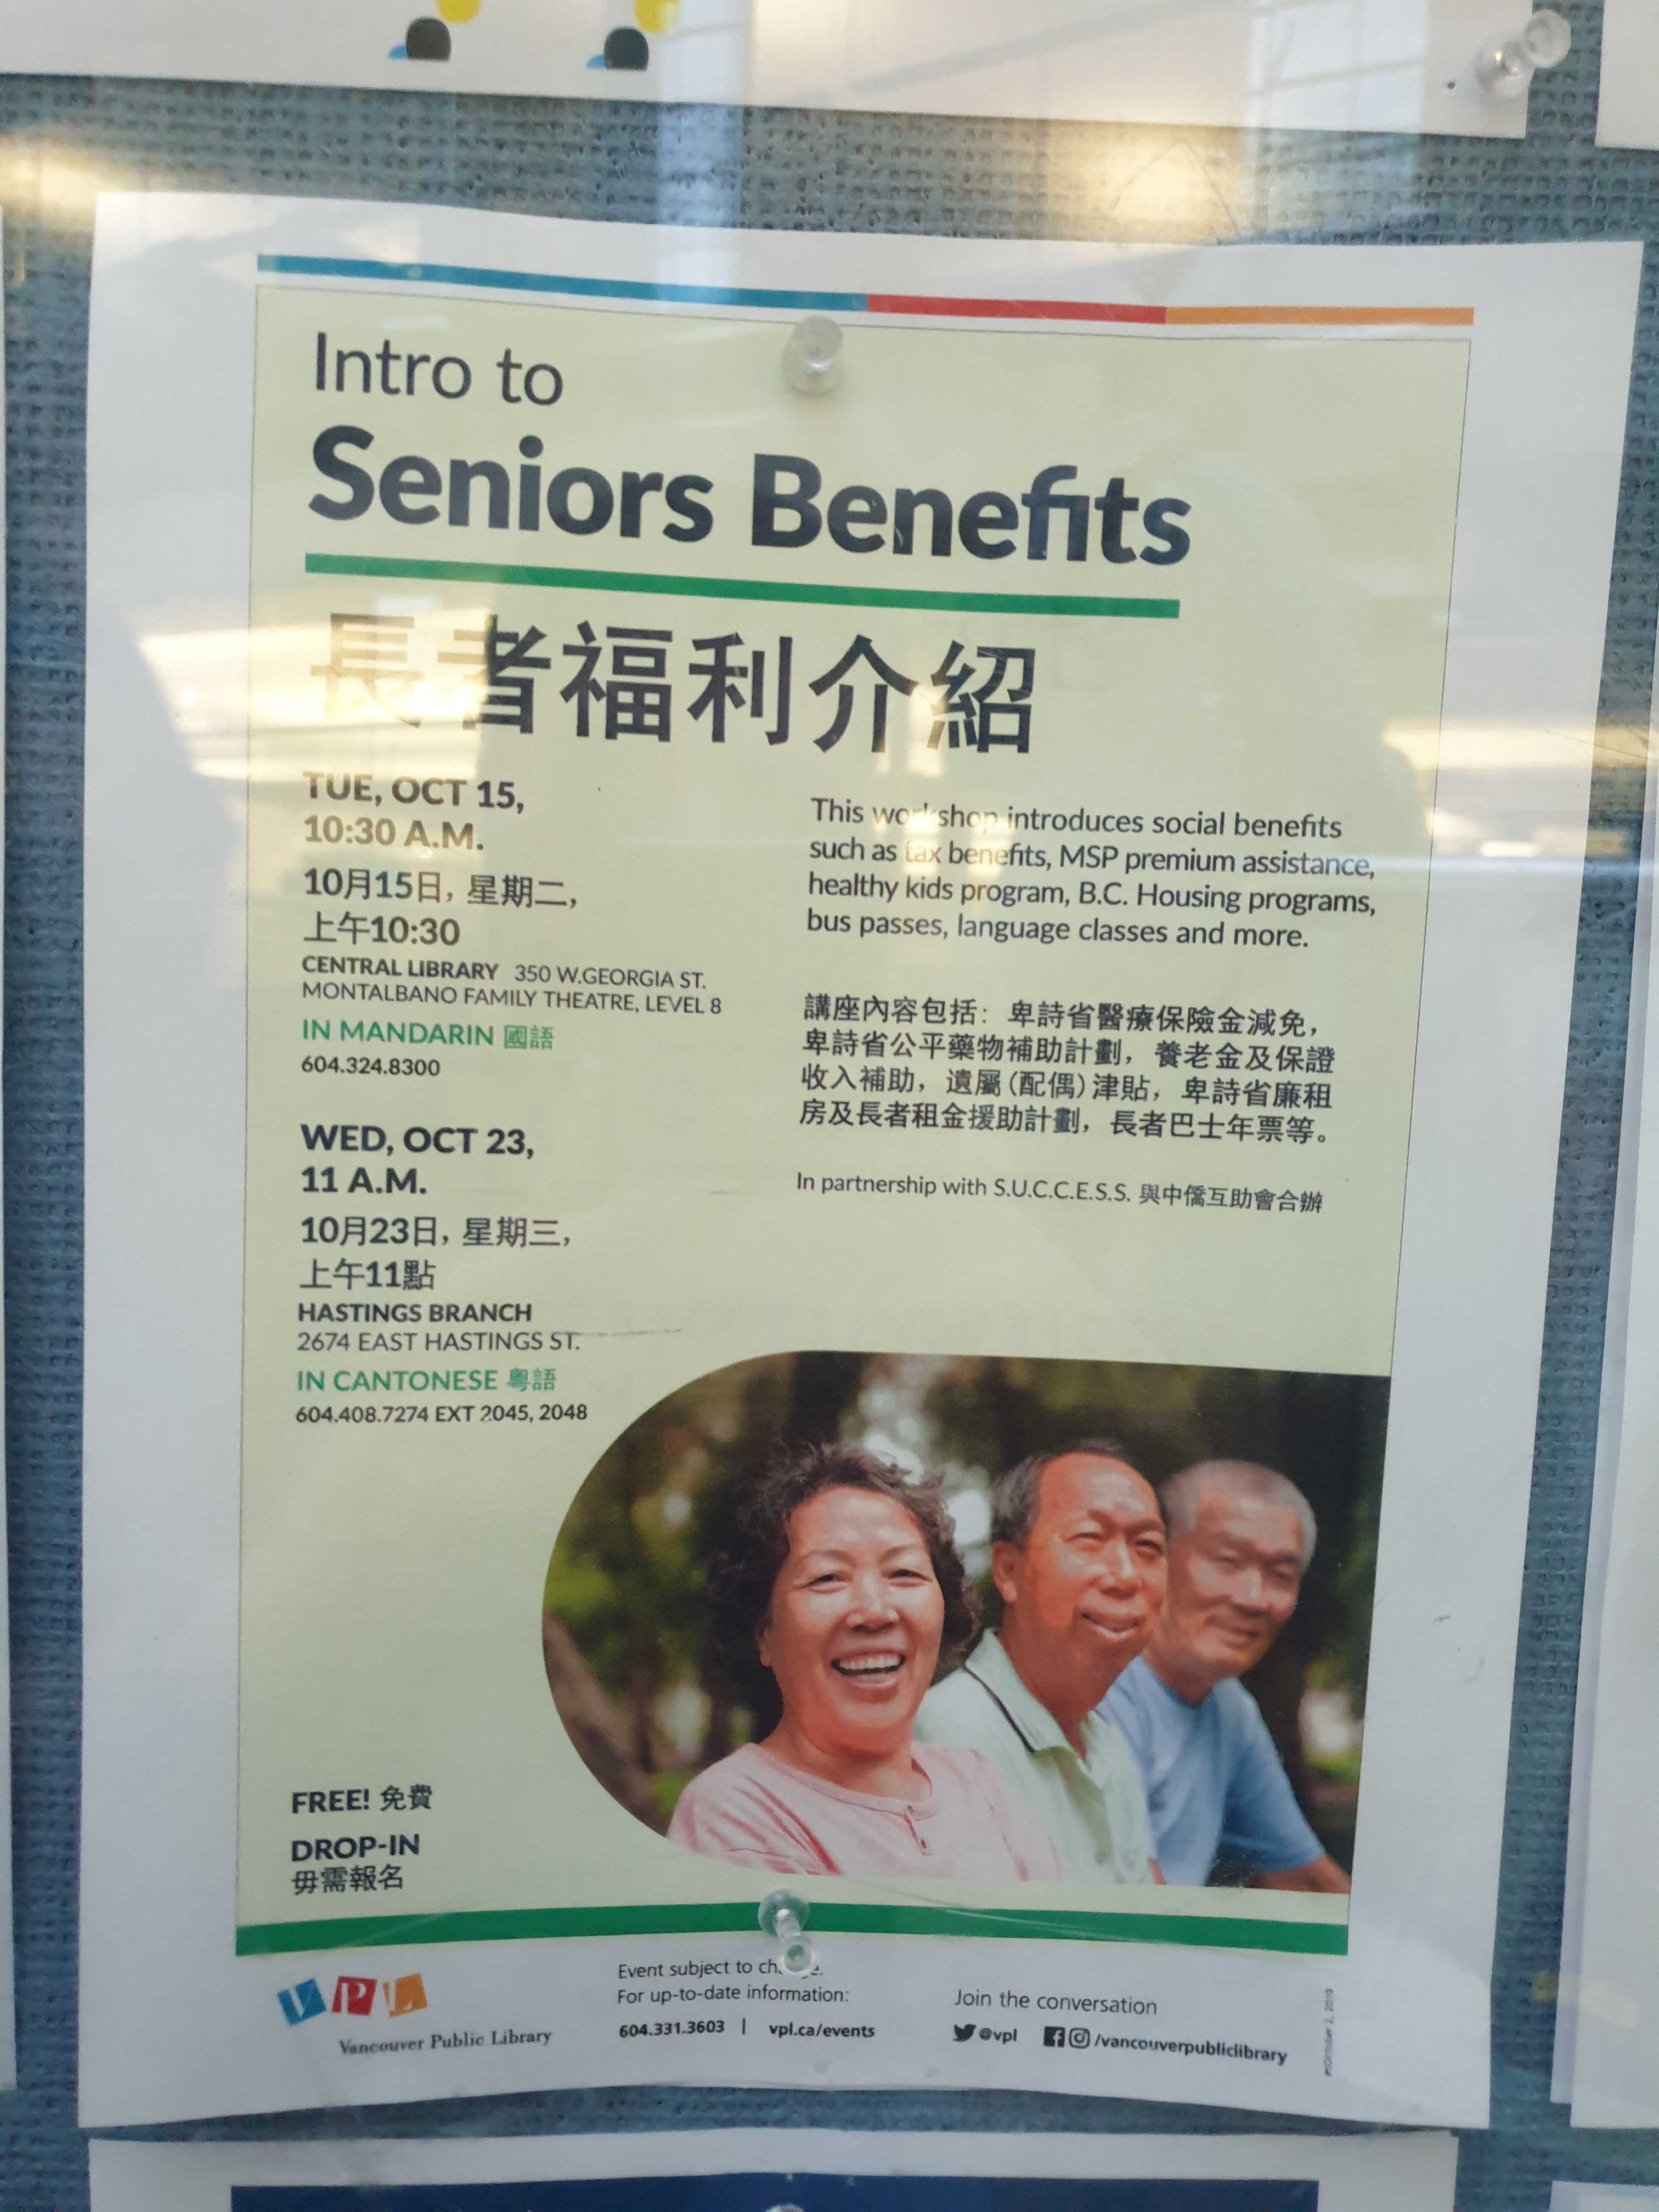 Intro to
Seniors Benefits
長者福利介紹
TUE, OCT 15,
10:30 A.M.
10月15日, 星期二,
上午10:30
CENTRAL LIBRARY 350 W.GEORGIA ST.
MONTALBANO FAMILY THEATRE, LEVEL 8
IN MANDARIN 國語
604.324.8300
WED, OCT 23,
11 A.M.
10月23日, 星期三,
上午11點
HASTINGS BRANCH
2674 EAST HASTINGS ST.
IN CANTONESE 粵語
604.408.7274 EXT 2045, 2048
This workshop introduces social benefits
such as tax benefits, MSP premium assistance,
healthy kids program, B.C. Housing programs,
bus passes, language classes and more.
講座內容包括: 卑詩省醫療保險金減免,
卑詩省公平藥物補助計劃, 養老金及保證
收入補助, 遺屬(配偶)津貼, 卑詩省廉租
房及長者租金援助計劃, 長者巴士年票等。
In partnership with S.U.C.C.E.S.S. 與中僑互助會合辦
FREE! 免費
DROP-IN
毋需報名
VPL
Vancouver Public Library
Event subject to change.
For up-to-date information:
604.331.3603 | vpl.ca/events
Join the conversation
@vpl /vancouverpubliclibrary
October 2, 2019